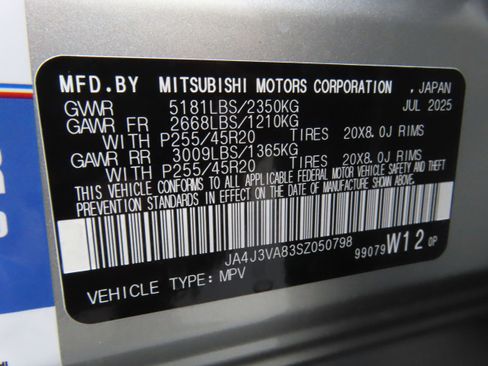 MFD.BY MITSUBISHI MOTORS CORPORATION , JAPAN
GVWR 5181LBS/2350KG JUL 2025
GAWR FR 2668LBS/1210KG
WITH P255/45R20 TIRES 20X8.0J RIMS
GAWR RR 3009LBS/1365KG
WITH P255/45R20 TIRES 20X8.0J RIMS
THIS VEHICLE CONFORMS TO ALL APPLICABLE FEDERAL MOTOR VEHICLE SAFETY AND THEFT
PREVENTION STANDARDS IN EFFECT ON THE DATE OF MANUFACTURE SHOWN ABOVE.
JA4J3VA83SZ050798
99079 W12 0P
VEHICLE TYPE: MPV